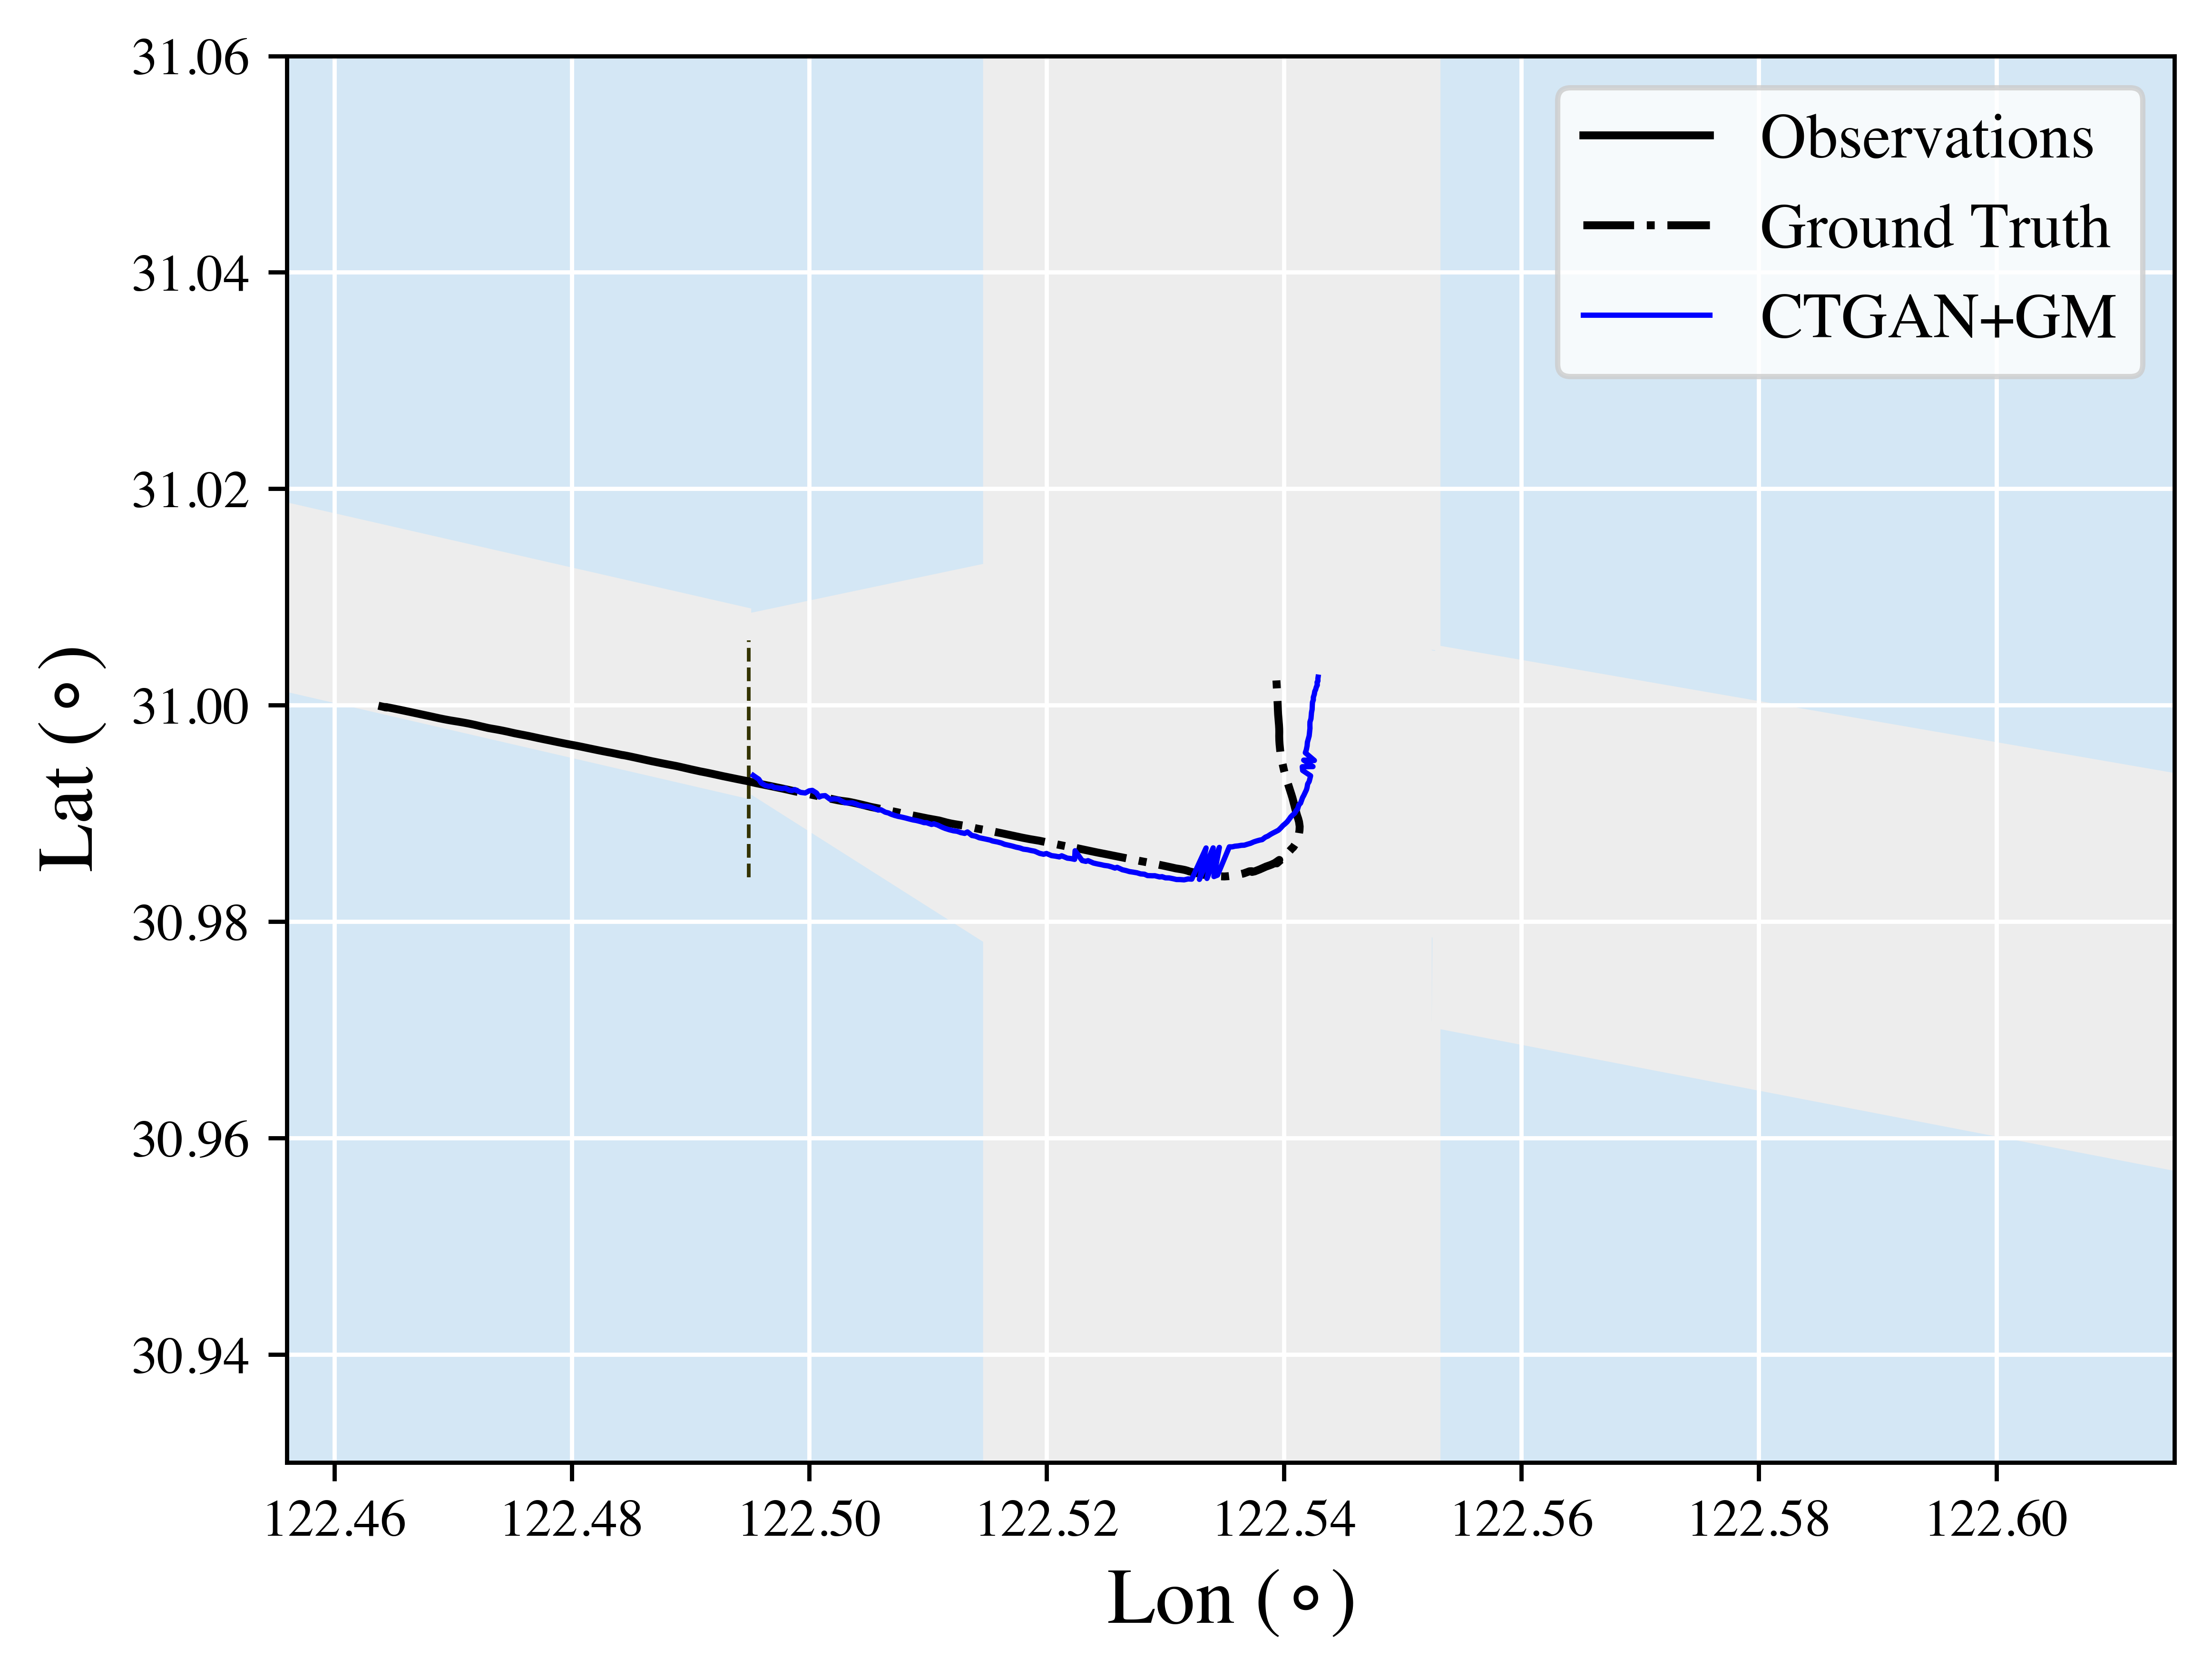 31.06
31.04
31.02
31.00
30.98
30.96
30.94
Lat (∘)
Observations
Ground Truth
CTGAN+GM
122.46 122.48 122.50 122.52 122.54 122.56 122.58 122.60
Lon (∘)